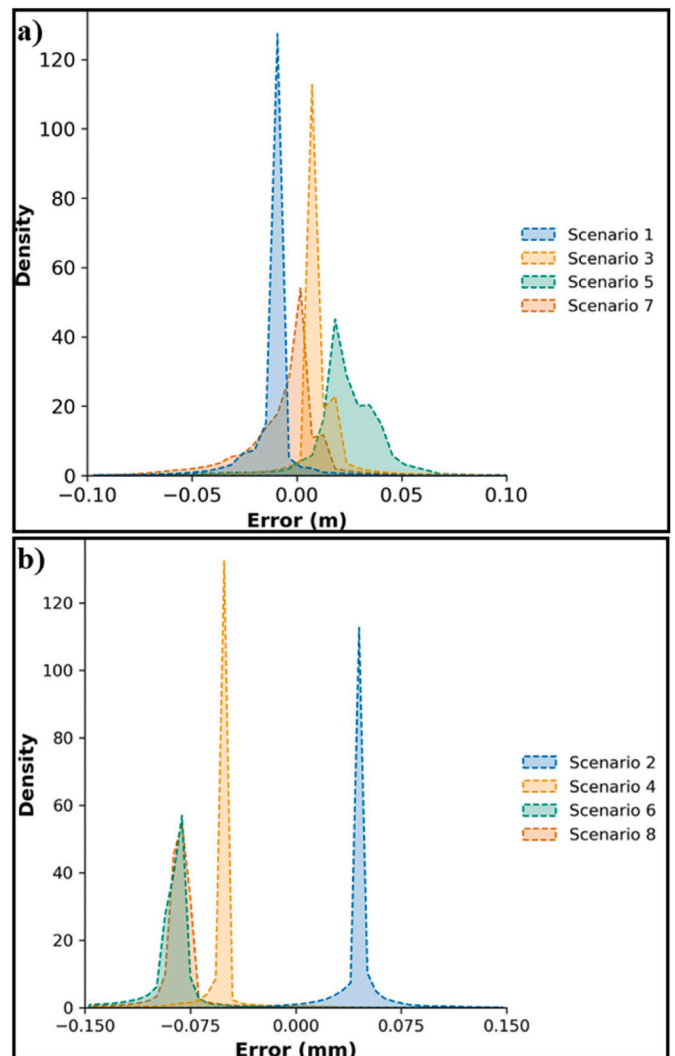 a)
120
100
80
60
40
20
0
Density
−0.10
−0.05
0.00
0.05
0.10
Error (m)
Scenario 1
Scenario 3
Scenario 5
Scenario 7
b)
120
100
80
60
40
20
0
Density
−0.150
−0.075
0.000
0.075
0.150
Error (mm)
Scenario 2
Scenario 4
Scenario 6
Scenario 8